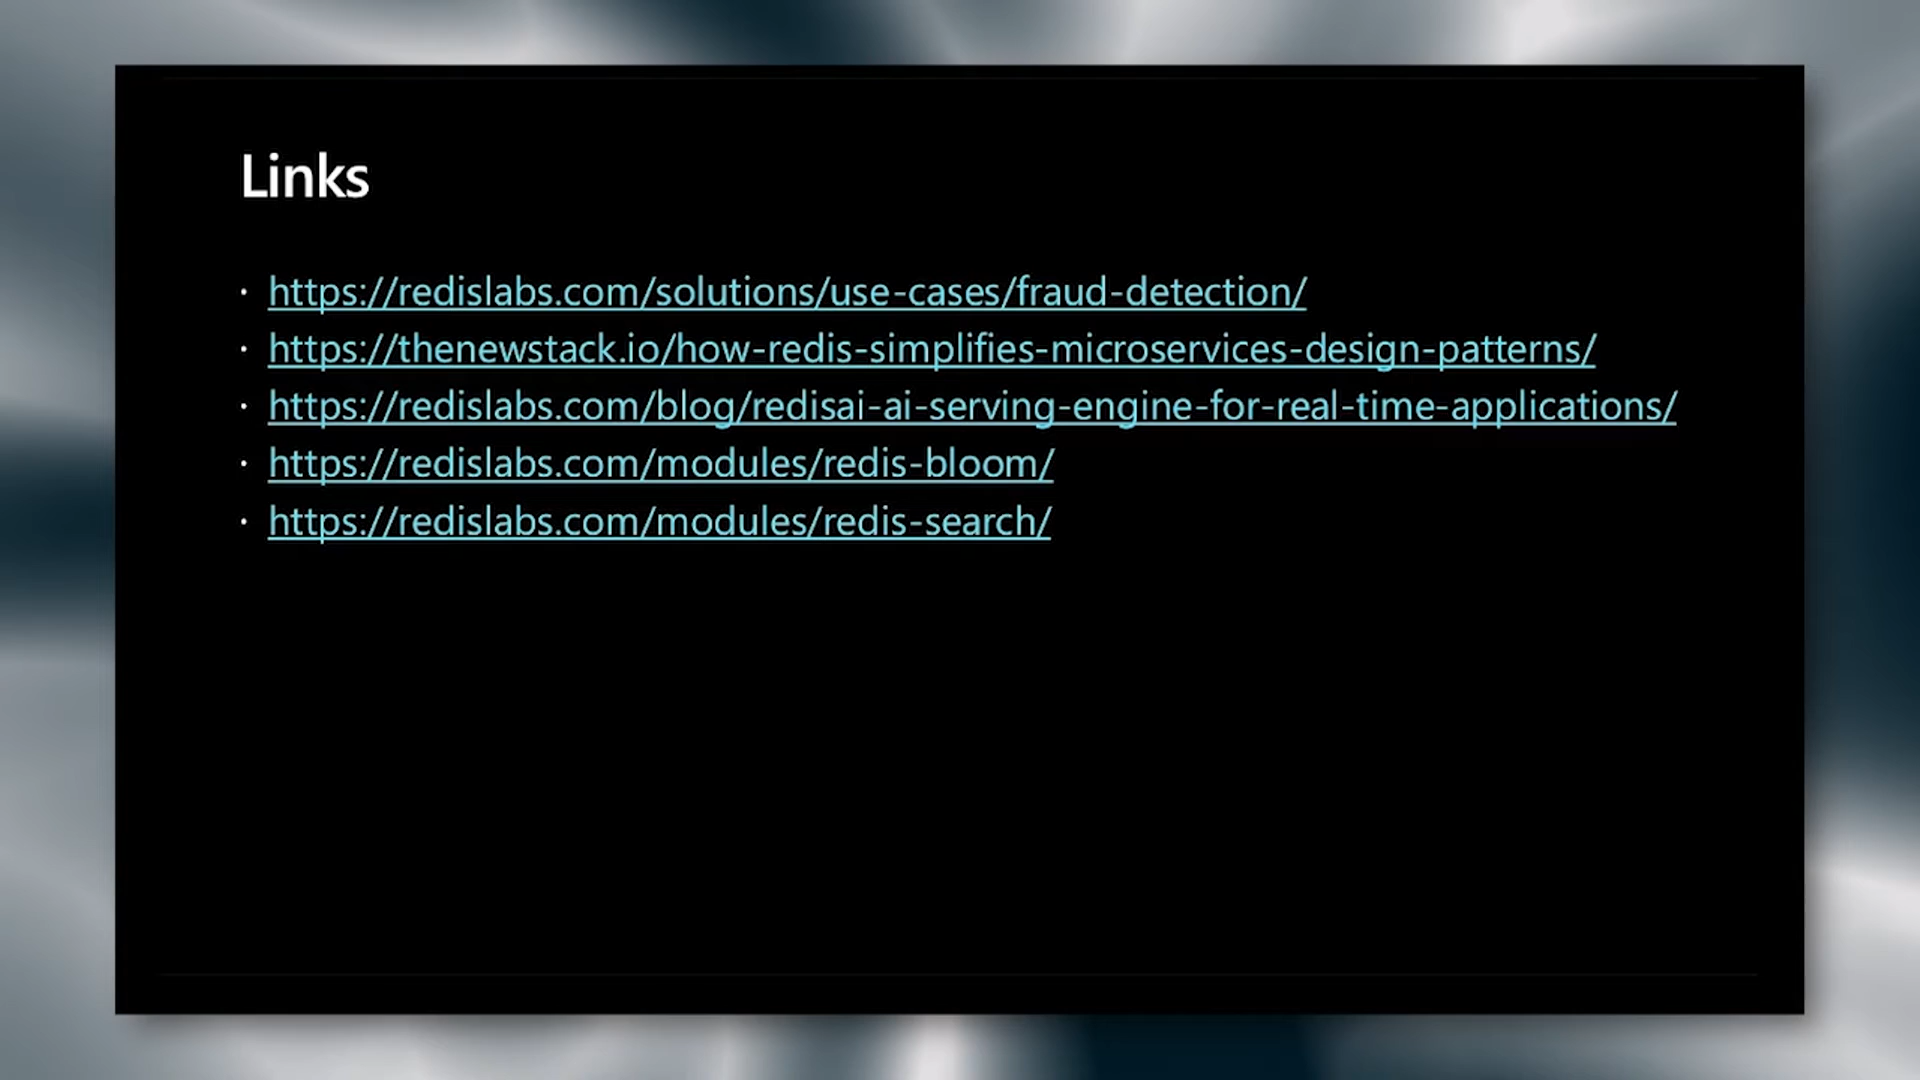 Links
· https://redislabs.com/solutions/use-cases/fraud-detection/
· https://thenewstack.io/how-redis-simplifies-microservices-design-patterns/
· https://redislabs.com/blog/redisai-ai-serving-engine-for-real-time-applications/
· https://redislabs.com/modules/redis-bloom/
· https://redislabs.com/modules/redis-search/